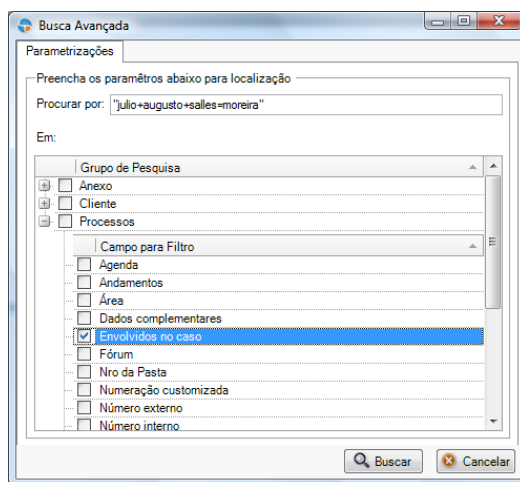 Busca Avançada
Parametrizações
Preencha os paramêtros abaixo para localização
Procurar por: "julio+augusto+salles=moreira"
Em:
Grupo de Pesquisa
Anexo
Cliente
Processos
Campo para Filtro
Agenda
Andamentos
Área
Dados complementares
Envolvidos no caso
Fórum
Nro da Pasta
Numeração customizada
Número externo
Número interno
Buscar Cancelar